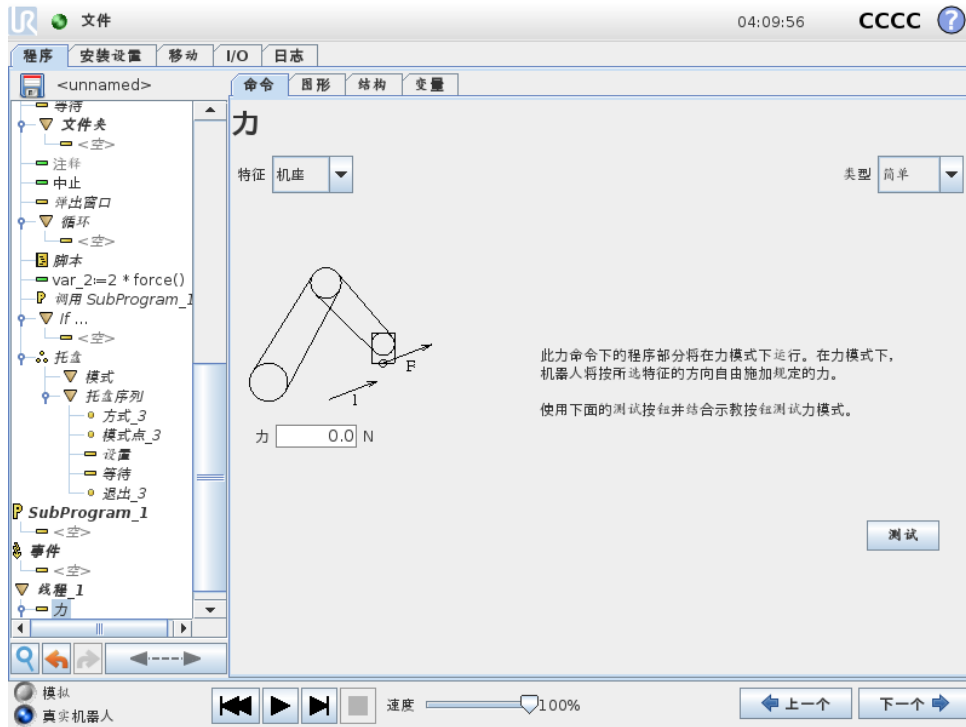 UR 文件 04:09:56 CCCC ?
程序 安装设置 移动 I/O 日志
<unnamed>
命令 图形 结构 变量
等待
文件夹
<空>
注释
中止
弹出窗口
循环
<空>
脚本
var_2:=2 * force()
调用 SubProgram_1
If ...
<空>
托盘
模式
托盘序列
方式_3
模式点_3
设置
等待
退出_3
SubProgram_1
<空>
事件
<空>
线程_1
力
力
特征 机座
类型 简单
F
1
力 0.0 N
此力命令下的程序部分将在力模式下运行。在力模式下,
机器人将按所选特征的方向自由施加规定的力。
使用下面的测试按钮并结合示教按钮测试力模式。
测试
模拟
真实机器人
速度 100%
上一个 下一个